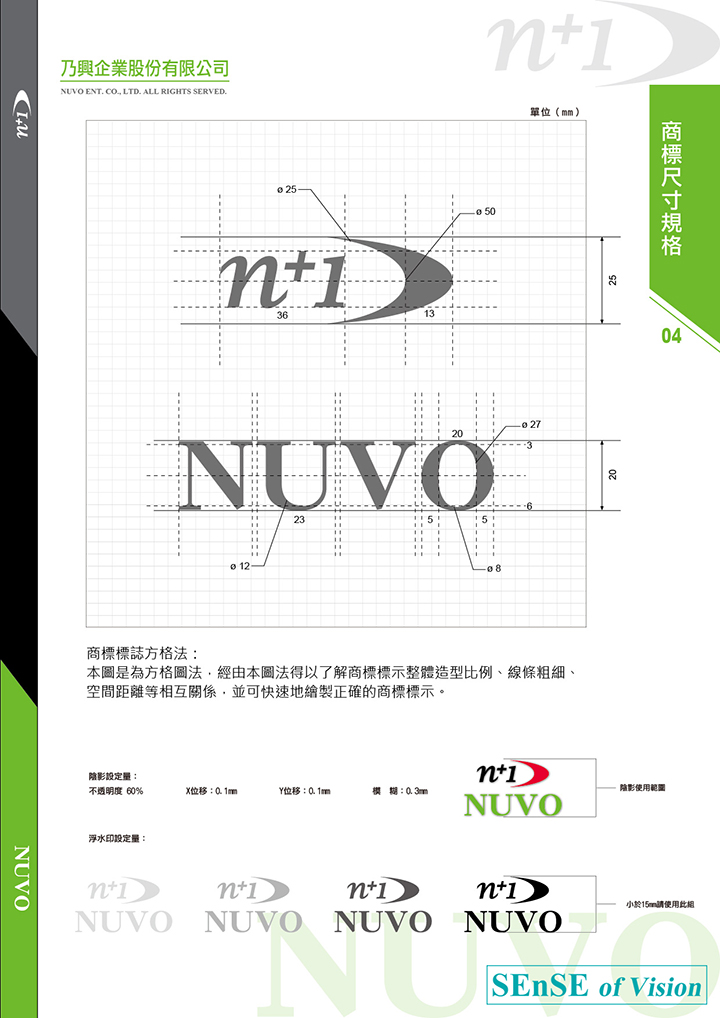 n+1
乃興企業股份有限公司
NUVO ENT. CO., LTD. ALL RIGHTS SERVED.
n+1
單位（mm）
商標尺寸規格
04
ø 25
ø 50
n+1
25
36
13
ø 27
20
3
NUVO
20
6
23
5
5
ø 12
ø 8
商標標誌方格法：
本圖是為方格圖法，經由本圖法得以了解商標標示整體造型比例、線條粗細、
空間距離等相互關係，並可快速地繪製正確的商標標示。
陰影設定量：
不透明度 60%
X位移：0.1mm
Y位移：0.1mm
模 糊：0.3mm
n+1
NUVO
陰影使用範圍
浮水印設定量：
n+1
NUVO
n+1
NUVO
n+1
NUVO
n+1
NUVO
小於15mm請使用此組
NUVO
NUVO
SEnSE of Vision